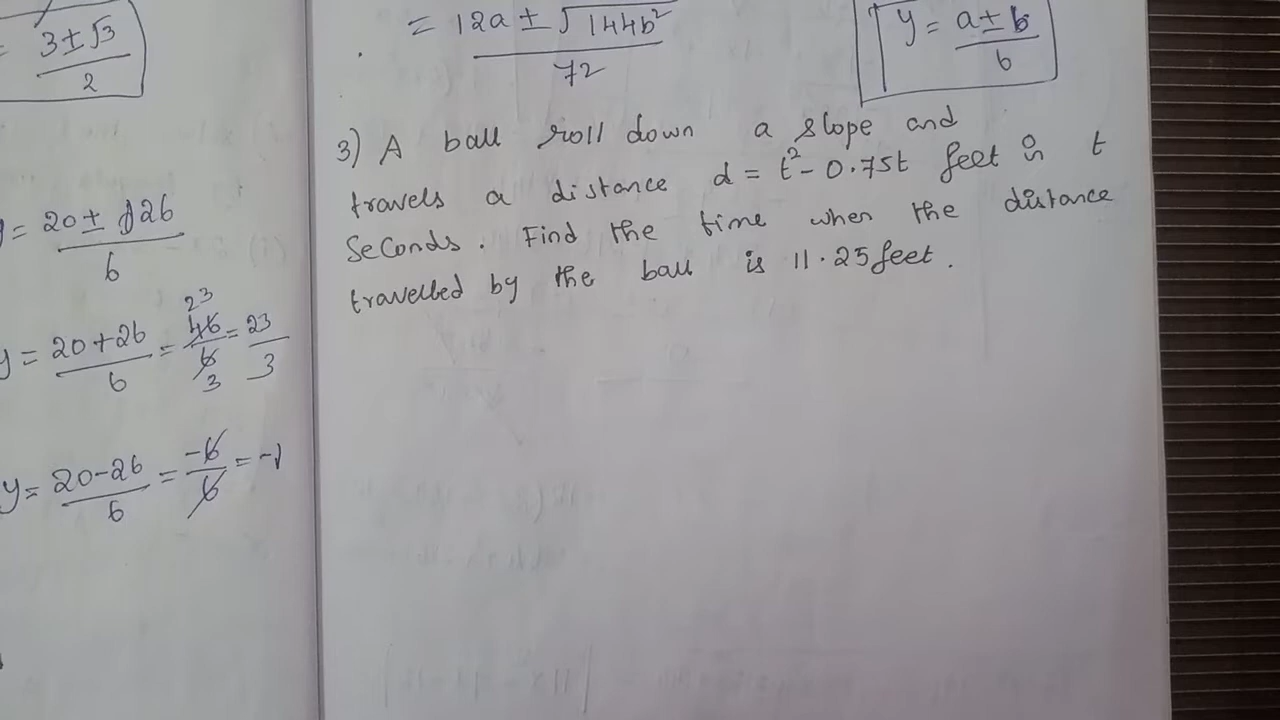 = 3±√3 / 2
y = 20 ± √26 / 6
y = 20+26 / 6 = 46 / 6 = 23 / 3
23
3
y = 20-26 / 6 = -6 / 6 = -1
= 12a ± √144b² / 72
y = a ± b / 6
3) A ball roll down a slope and
travels a distance d = t² - 0.75t feet in t
Seconds. Find the time when the distance
travelled by the ball is 11.25 feet.